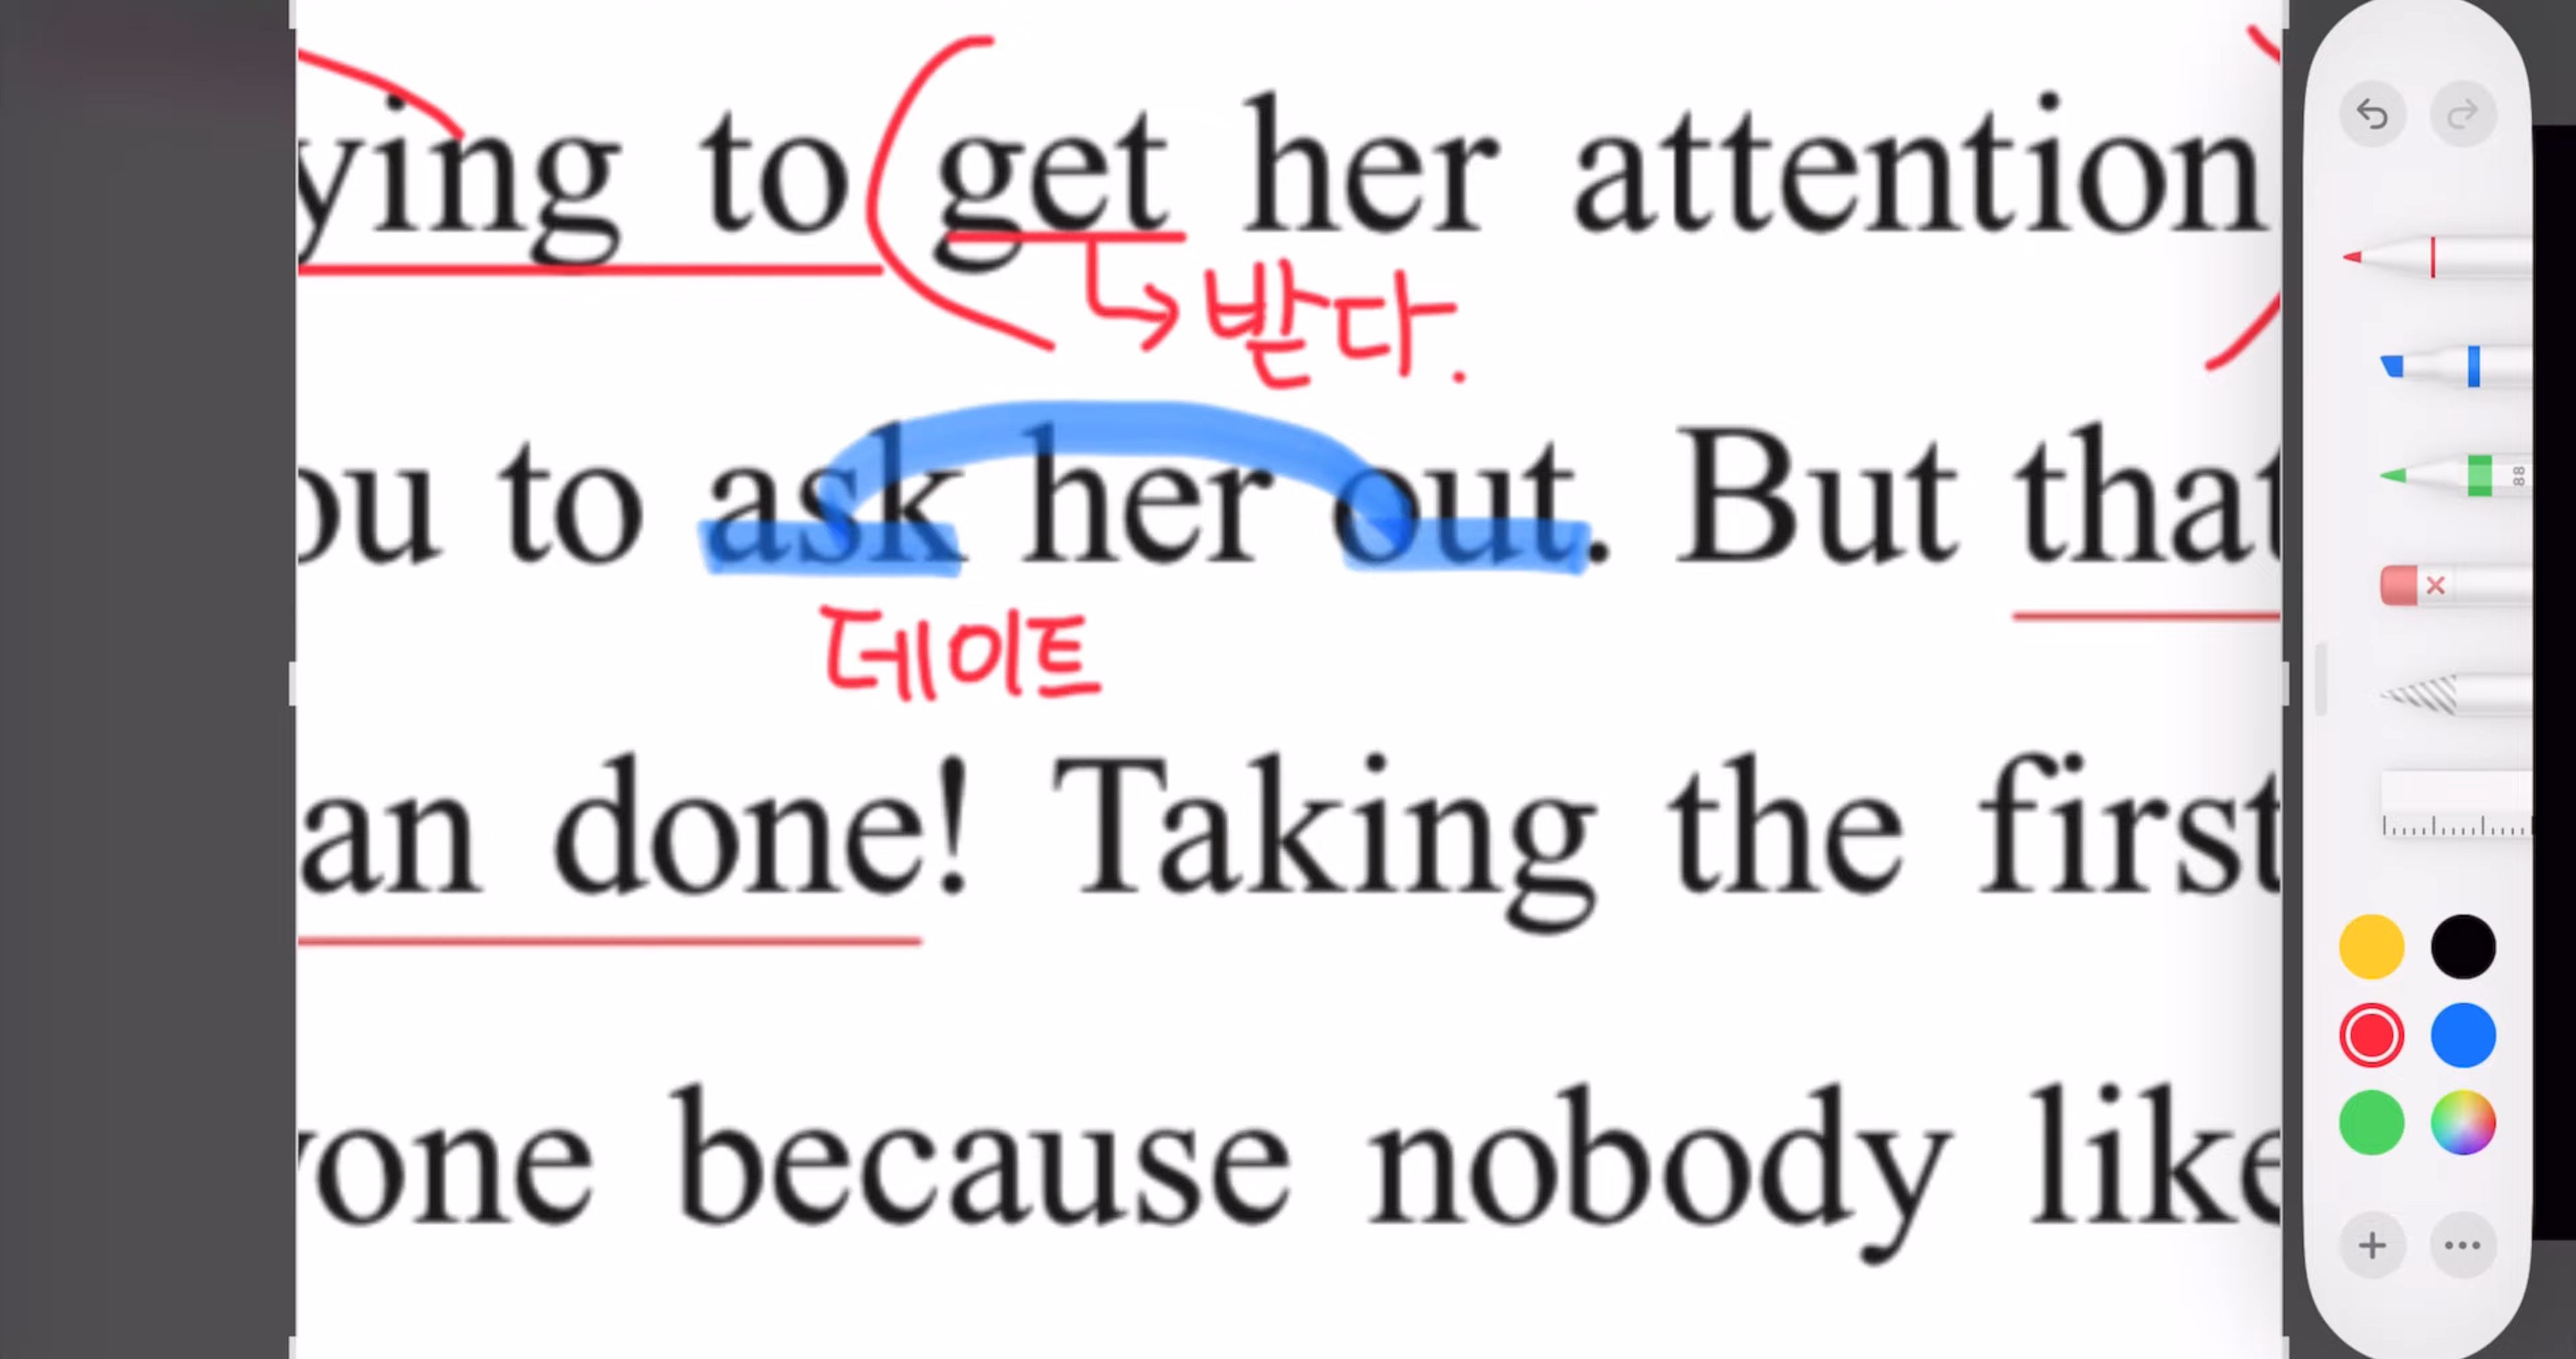 ying to get her attention
받다.
ou to ask her out. But that
데이트
an done! Taking the first
one because nobody like
88